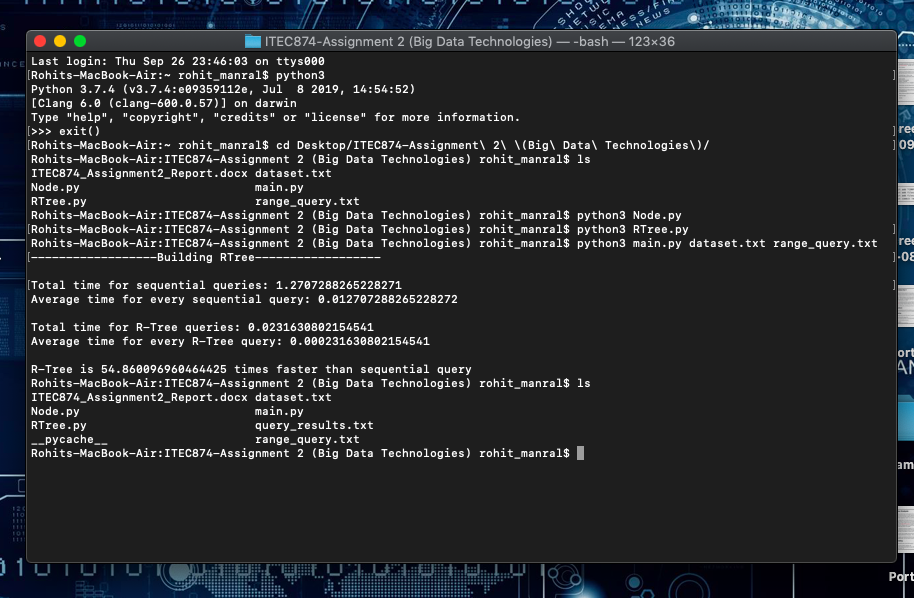 SCHOLARSHI
NETWOR
MUSIC
MESS/FI
NEWS
ITEC874-Assignment 2 (Big Data Technologies) — -bash — 123×36
Last login: Thu Sep 26 23:46:03 on ttys000
[Rohits-MacBook-Air:~ rohit_manral$ python3 ]
Python 3.7.4 (v3.7.4:e09359112e, Jul  8 2019, 14:54:52)
[Clang 6.0 (clang-600.0.57)] on darwin
Type "help", "copyright", "credits" or "license" for more information.
[>>> exit() ]
[Rohits-MacBook-Air:~ rohit_manral$ cd Desktop/ITEC874-Assignment\ 2\ \(Big\ Data\ Technologies\)/ ]
Rohits-MacBook-Air:ITEC874-Assignment 2 (Big Data Technologies) rohit_manral$ ls
ITEC874_Assignment2_Report.docx dataset.txt
Node.py main.py
RTree.py range_query.txt
Rohits-MacBook-Air:ITEC874-Assignment 2 (Big Data Technologies) rohit_manral$ python3 Node.py
[Rohits-MacBook-Air:ITEC874-Assignment 2 (Big Data Technologies) rohit_manral$ python3 RTree.py ]
Rohits-MacBook-Air:ITEC874-Assignment 2 (Big Data Technologies) rohit_manral$ python3 main.py dataset.txt range_query.txt
[------------------Building RTree------------------ ]
[Total time for sequential queries: 1.2707288265228271 ]
Average time for every sequential query: 0.012707288265228272
Total time for R-Tree queries: 0.0231630802154541
Average time for every R-Tree query: 0.000231630802154541
R-Tree is 54.860096960464425 times faster than sequential query
Rohits-MacBook-Air:ITEC874-Assignment 2 (Big Data Technologies) rohit_manral$ ls
ITEC874_Assignment2_Report.docx dataset.txt
Node.py main.py
RTree.py query_results.txt
__pycache__ range_query.txt
Rohits-MacBook-Air:ITEC874-Assignment 2 (Big Data Technologies) rohit_manral$
Port